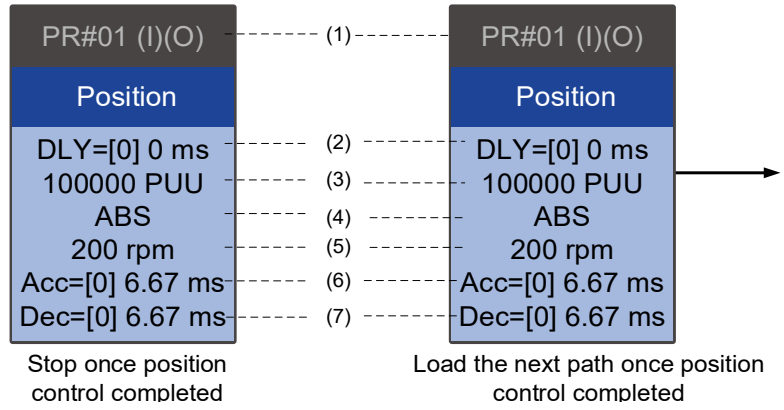 PR#01 (I)(O) (1) PR#01 (I)(O)
Position Position
DLY=[0] 0 ms (2) DLY=[0] 0 ms
100000 PUU (3) 100000 PUU
ABS (4) ABS
200 rpm (5) 200 rpm
Acc=[0] 6.67 ms (6) Acc=[0] 6.67 ms
Dec=[0] 6.67 ms (7) Dec=[0] 6.67 ms
Stop once position Load the next path once position
control completed control completed